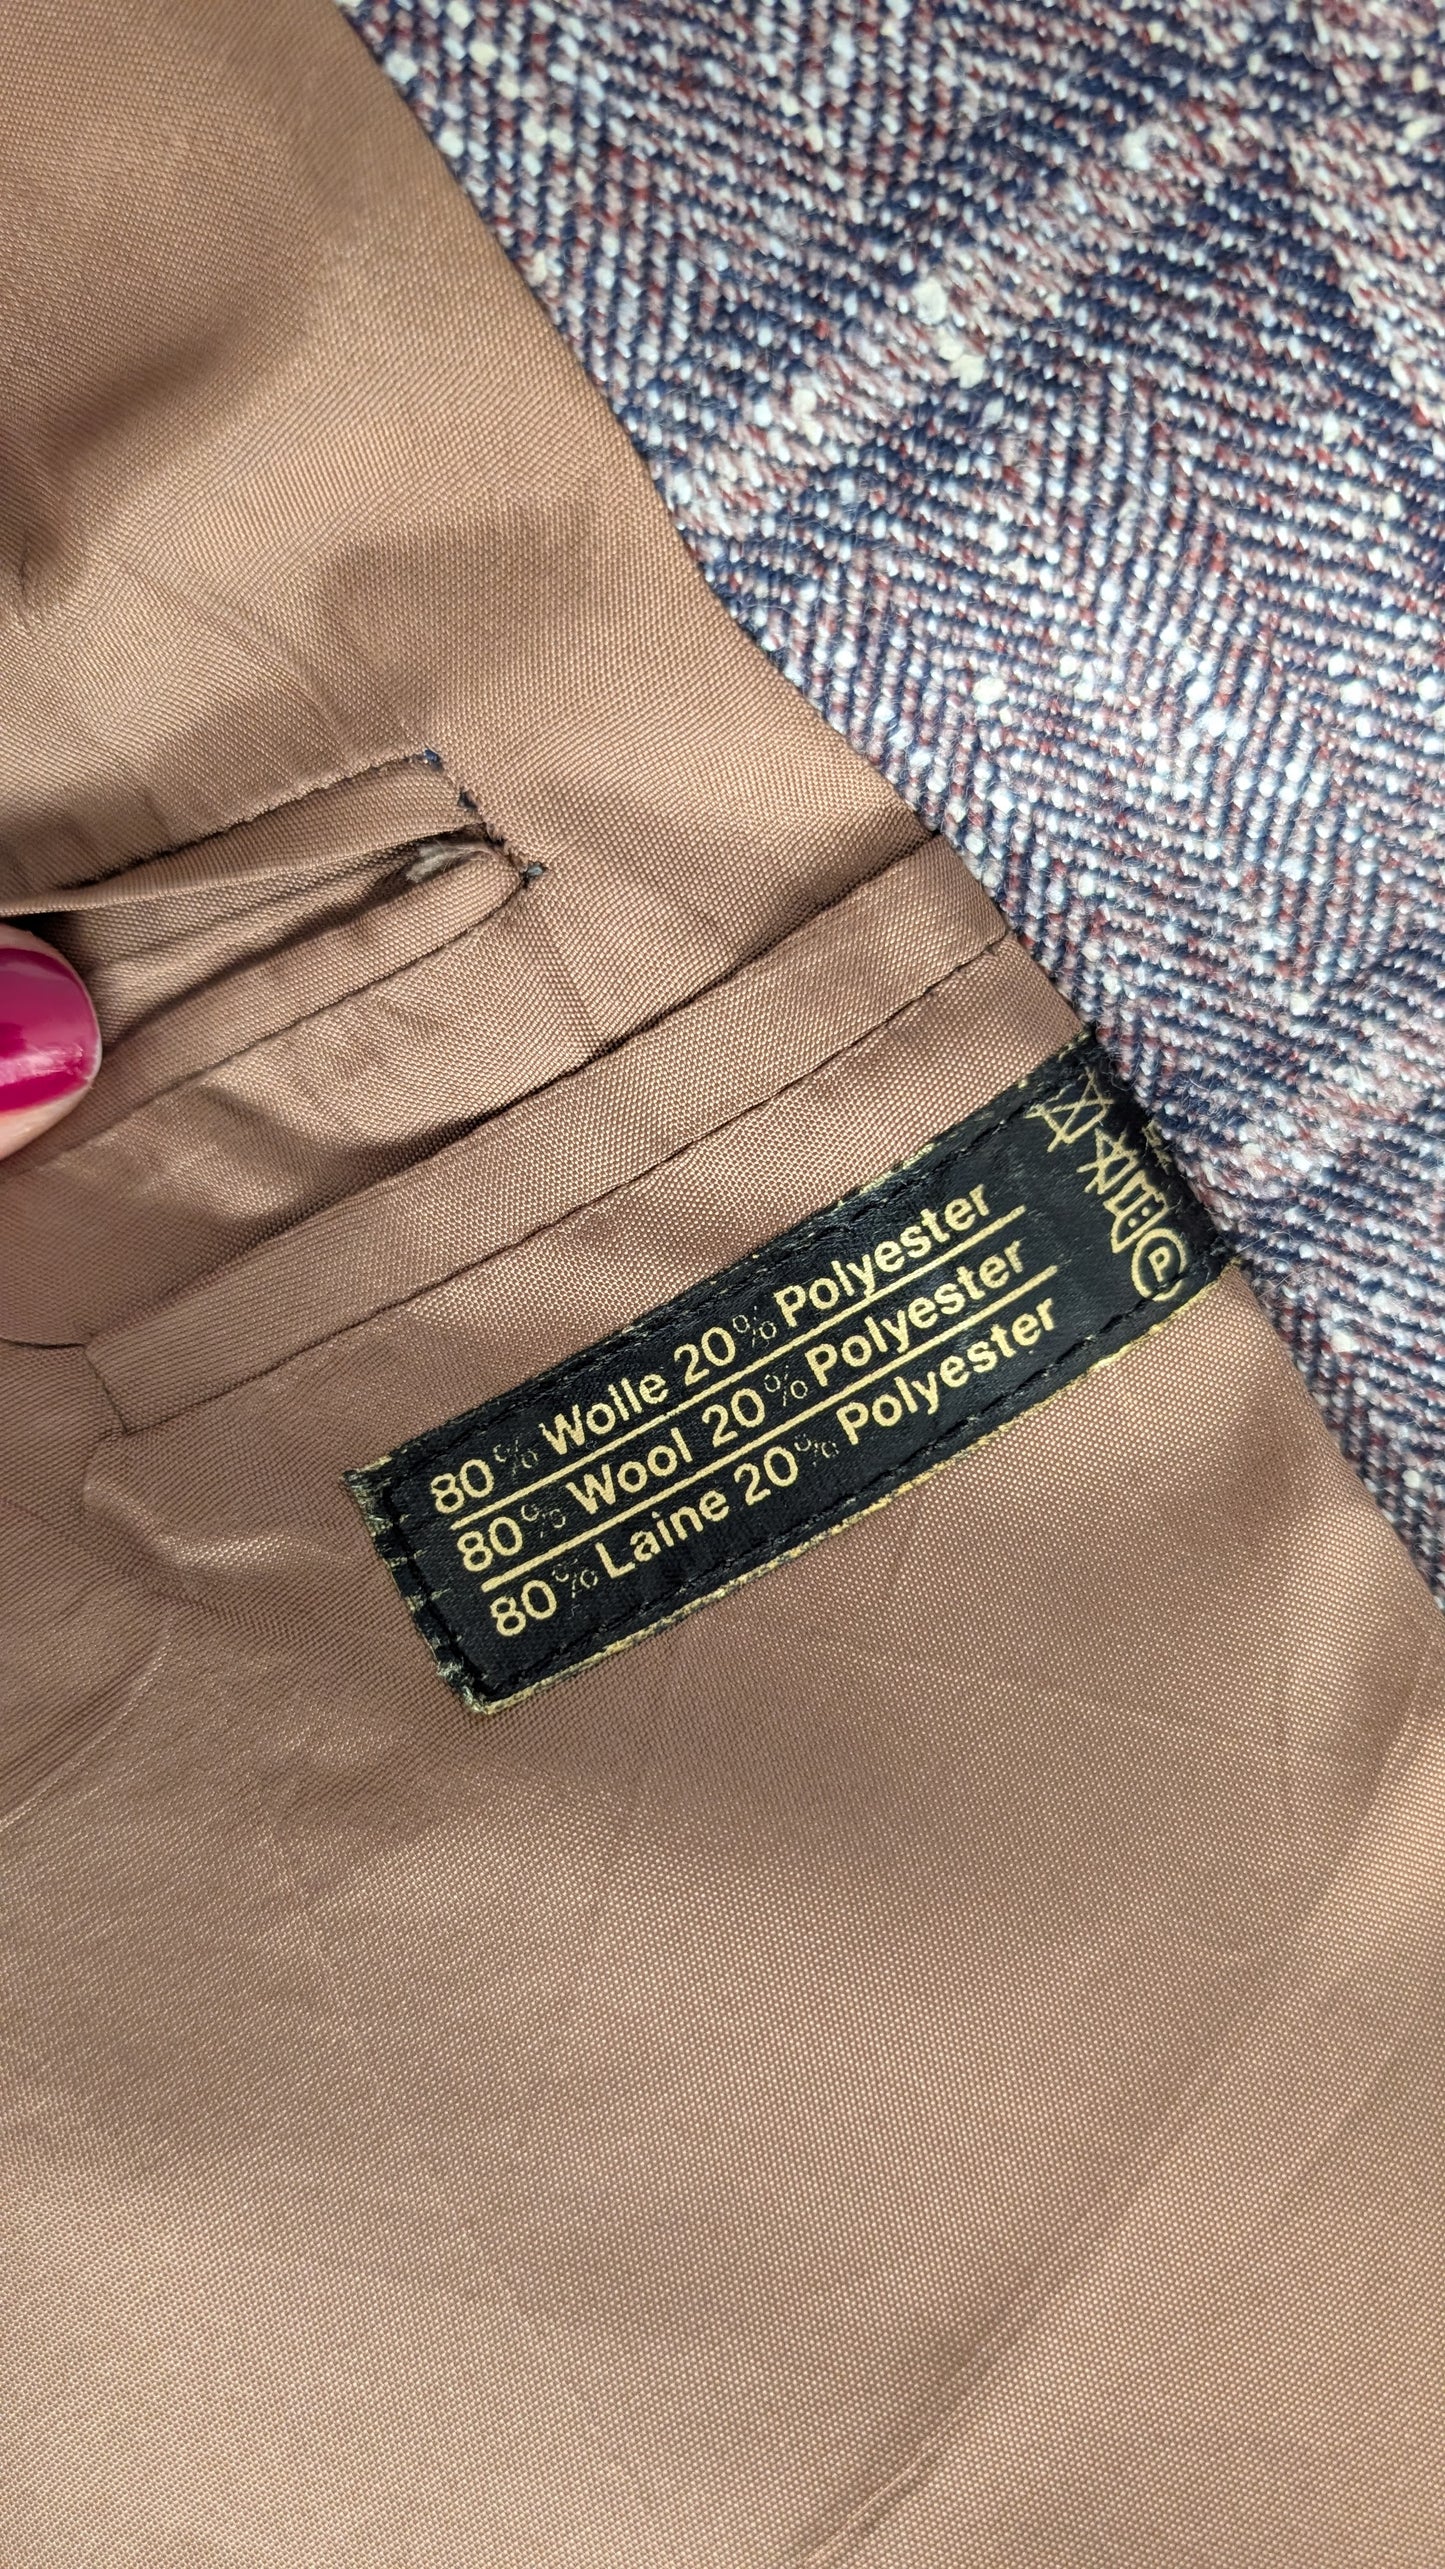 80% Wolle 20% Polyester
80% Wool 20% Polyester
80% Laine 20% Polyester
P